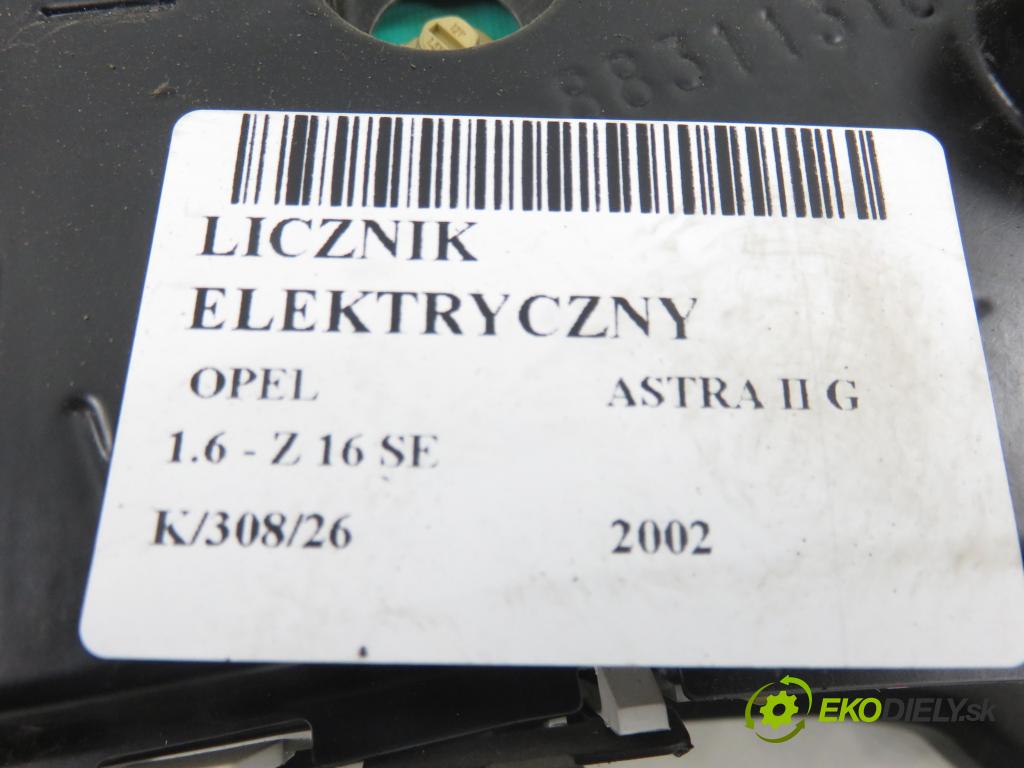 LICZNIK
ELEKTRYCZNY
OPEL ASTRA II G
1.6 - Z 16 SE
K/308/26 2002
EKODIELY.sk